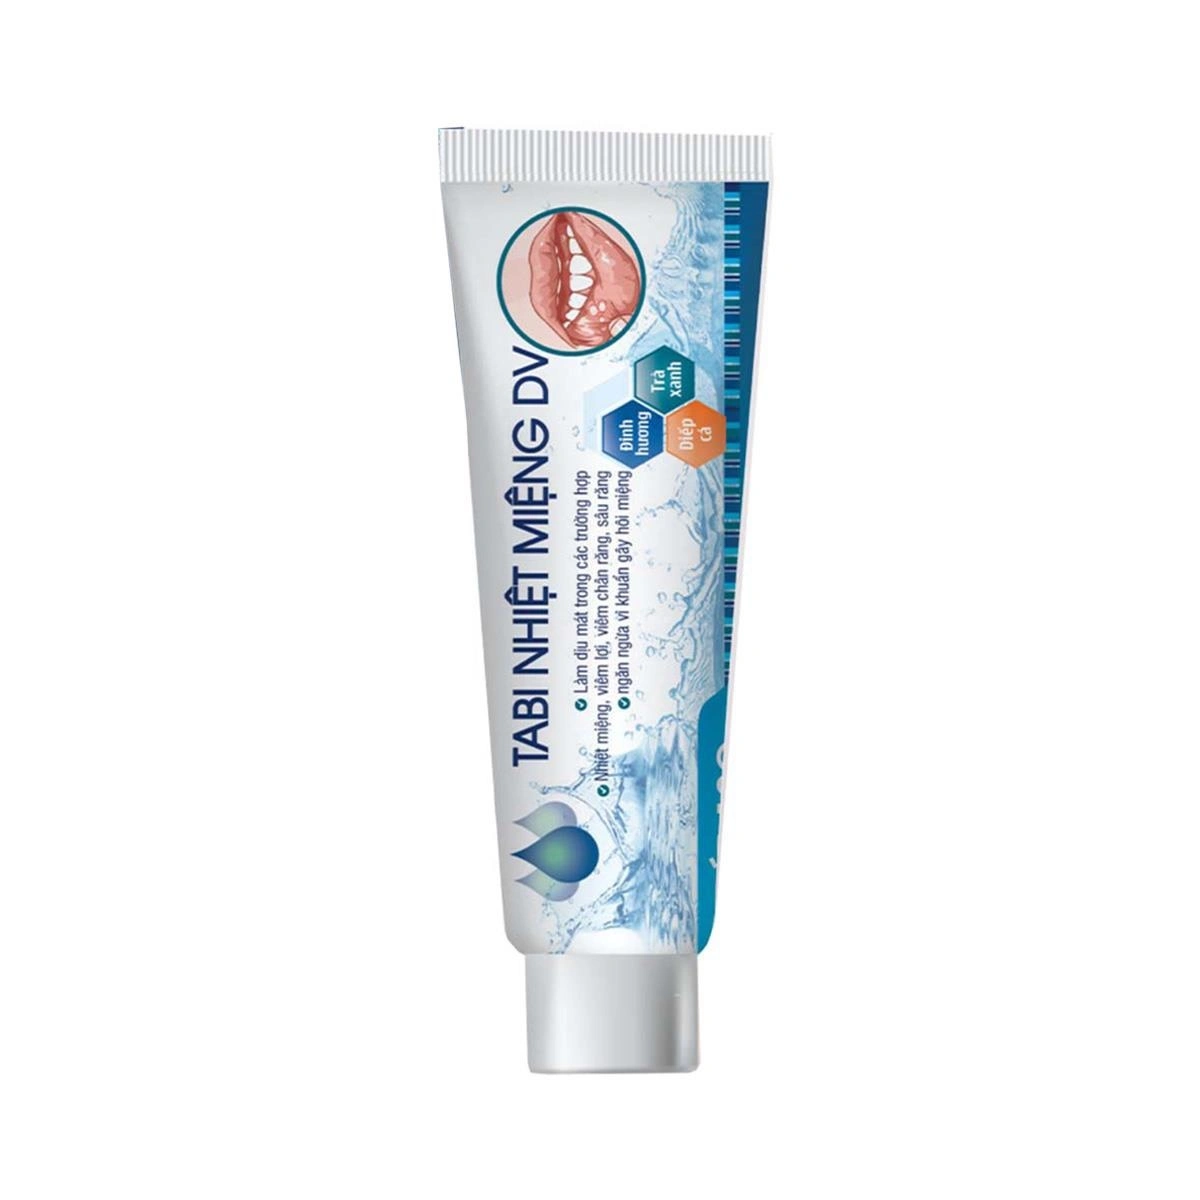 TABI NHIỆT MIỆNG DV
Làm dịu mát trong các trường hợp
Nhiệt miệng, viêm lợi, viêm chân răng, sâu răng
ngăn ngừa vi khuẩn gây hôi miệng
Đinh
hương
Trà
xanh
Diếp
cá